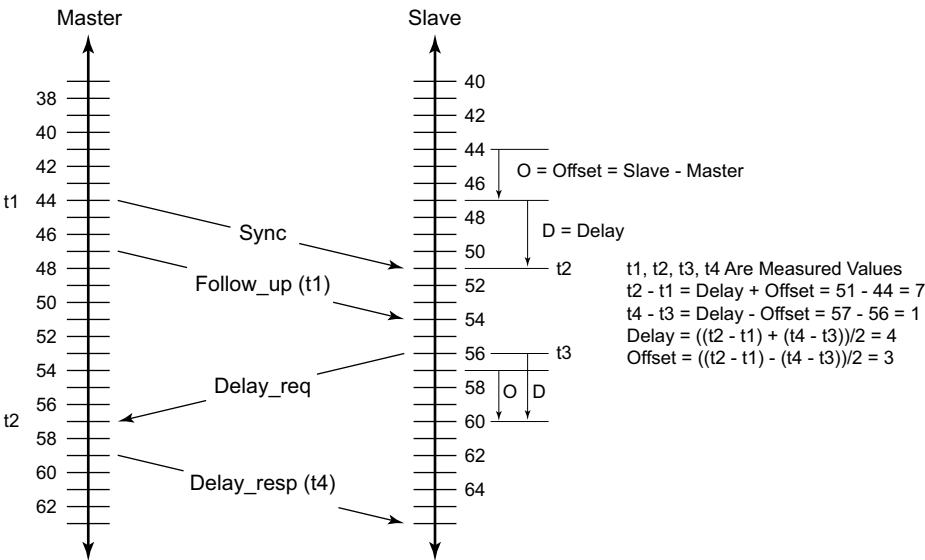 Master
Slave
38
40
42
t1 44
46
48
50
52
54
56
t2
58
60
62
Sync
Follow_up (t1)
Delay_req
Delay_resp (t4)
40
42
44
46
48
50
52
54
56
58
60
62
64
O = Offset = Slave - Master
D = Delay
t2
t3
O D
t1, t2, t3, t4 Are Measured Values
t2 - t1 = Delay + Offset = 51 - 44 = 7
t4 - t3 = Delay - Offset = 57 - 56 = 1
Delay = ((t2 - t1) + (t4 - t3))/2 = 4
Offset = ((t2 - t1) - (t4 - t3))/2 = 3